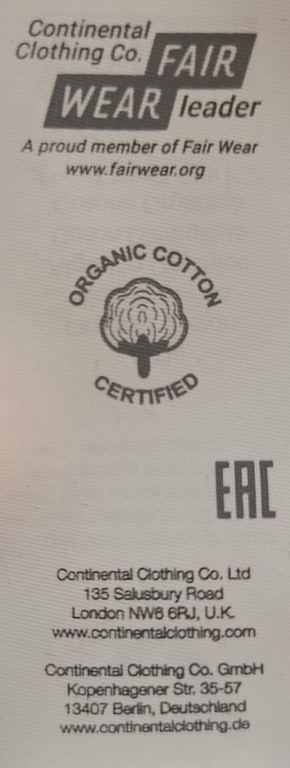 Continental
Clothing Co.
FAIR
WEAR leader
A proud member of Fair Wear
www.fairwear.org
ORGANIC COTTON
CERTIFIED
EAC
Continental Clothing Co. Ltd
135 Salusbury Road
London NW6 6RJ, U.K.
www.continentalclothing.com
Continental Clothing Co. GmbH
Kopenhagener Str. 35-57
13407 Berlin, Deutschland
www.continentalclothing.de